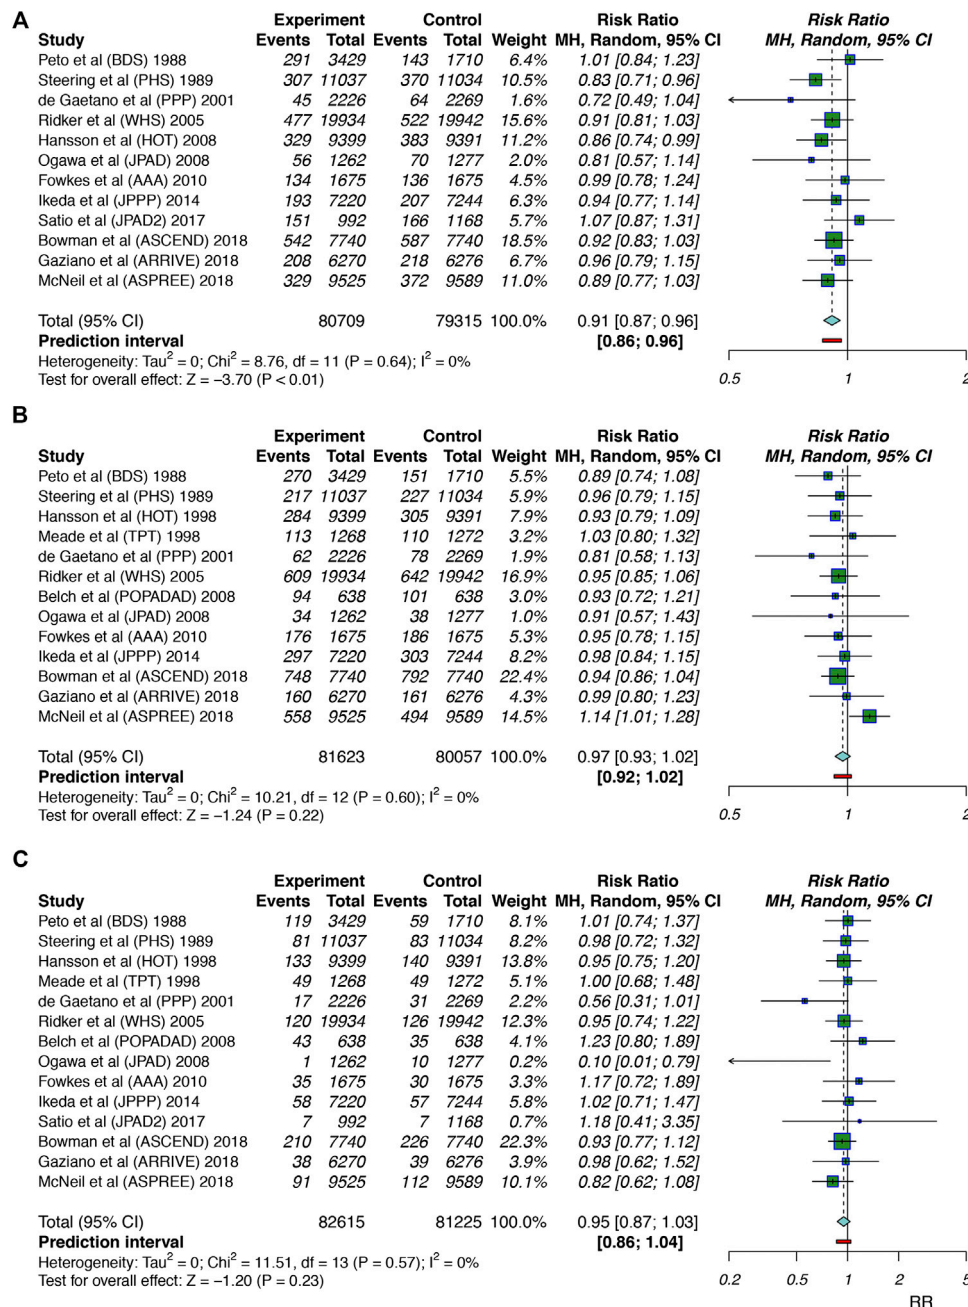 A
Experiment Control Risk Ratio Risk Ratio
Study Events Total Events Total Weight MH, Random, 95% CI MH, Random, 95% CI
Peto et al (BDS) 1988 291 3429 143 1710 6.4% 1.01 [0.84; 1.23]
Steering et al (PHS) 1989 307 11037 370 11034 10.5% 0.83 [0.71; 0.96]
de Gaetano et al (PPP) 2001 45 2226 64 2269 1.6% 0.72 [0.49; 1.04]
Ridker et al (WHS) 2005 477 19934 522 19942 15.6% 0.91 [0.81; 1.03]
Hansson et al (HOT) 2008 329 9399 383 9391 11.2% 0.86 [0.74; 0.99]
Ogawa et al (JPAD) 2008 56 1262 70 1277 2.0% 0.81 [0.57; 1.14]
Fowkes et al (AAA) 2010 134 1675 136 1675 4.5% 0.99 [0.78; 1.24]
Ikeda et al (JPPP) 2014 193 7220 207 7244 6.3% 0.94 [0.77; 1.14]
Satio et al (JPAD2) 2017 151 992 166 1168 5.7% 1.07 [0.87; 1.31]
Bowman et al (ASCEND) 2018 542 7740 587 7740 18.5% 0.92 [0.83; 1.03]
Gaziano et al (ARRIVE) 2018 208 6270 218 6276 6.7% 0.96 [0.79; 1.15]
McNeil et al (ASPREE) 2018 329 9525 372 9589 11.0% 0.89 [0.77; 1.03]
Total (95% CI) 80709 79315 100.0% 0.91 [0.87; 0.96]
Prediction interval [0.86; 0.96]
Heterogeneity: Tau² = 0; Chi² = 8.76, df = 11 (P = 0.64); I² = 0%
Test for overall effect: Z = −3.70 (P < 0.01)
0.5 1 2
B
Experiment Control Risk Ratio Risk Ratio
Study Events Total Events Total Weight MH, Random, 95% CI MH, Random, 95% CI
Peto et al (BDS) 1988 270 3429 151 1710 5.5% 0.89 [0.74; 1.08]
Steering et al (PHS) 1989 217 11037 227 11034 5.9% 0.96 [0.79; 1.15]
Hansson et al (HOT) 1998 284 9399 305 9391 7.9% 0.93 [0.79; 1.09]
Meade et al (TPT) 1998 113 1268 110 1272 3.2% 1.03 [0.80; 1.32]
de Gaetano et al (PPP) 2001 62 2226 78 2269 1.9% 0.81 [0.58; 1.13]
Ridker et al (WHS) 2005 609 19934 642 19942 16.9% 0.95 [0.85; 1.06]
Belch et al (POPADAD) 2008 94 638 101 638 3.0% 0.93 [0.72; 1.21]
Ogawa et al (JPAD) 2008 34 1262 38 1277 1.0% 0.91 [0.57; 1.43]
Fowkes et al (AAA) 2010 176 1675 186 1675 5.3% 0.95 [0.78; 1.15]
Ikeda et al (JPPP) 2014 297 7220 303 7244 8.2% 0.98 [0.84; 1.15]
Bowman et al (ASCEND) 2018 748 7740 792 7740 22.4% 0.94 [0.86; 1.04]
Gaziano et al (ARRIVE) 2018 160 6270 161 6276 4.3% 0.99 [0.80; 1.23]
McNeil et al (ASPREE) 2018 558 9525 494 9589 14.5% 1.14 [1.01; 1.28]
Total (95% CI) 81623 80057 100.0% 0.97 [0.93; 1.02]
Prediction interval [0.92; 1.02]
Heterogeneity: Tau² = 0; Chi² = 10.21, df = 12 (P = 0.60); I² = 0%
Test for overall effect: Z = −1.24 (P = 0.22)
0.5 1 2
C
Experiment Control Risk Ratio Risk Ratio
Study Events Total Events Total Weight MH, Random, 95% CI MH, Random, 95% CI
Peto et al (BDS) 1988 119 3429 59 1710 8.1% 1.01 [0.74; 1.37]
Steering et al (PHS) 1989 81 11037 83 11034 8.2% 0.98 [0.72; 1.32]
Hansson et al (HOT) 1998 133 9399 140 9391 13.8% 0.95 [0.75; 1.20]
Meade et al (TPT) 1998 49 1268 49 1272 5.1% 1.00 [0.68; 1.48]
de Gaetano et al (PPP) 2001 17 2226 31 2269 2.2% 0.56 [0.31; 1.01]
Ridker et al (WHS) 2005 120 19934 126 19942 12.3% 0.95 [0.74; 1.22]
Belch et al (POPADAD) 2008 43 638 35 638 4.1% 1.23 [0.80; 1.89]
Ogawa et al (JPAD) 2008 1 1262 10 1277 0.2% 0.10 [0.01; 0.79]
Fowkes et al (AAA) 2010 35 1675 30 1675 3.3% 1.17 [0.72; 1.89]
Ikeda et al (JPPP) 2014 58 7220 57 7244 5.8% 1.02 [0.71; 1.47]
Satio et al (JPAD2) 2017 7 992 7 1168 0.7% 1.18 [0.41; 3.35]
Bowman et al (ASCEND) 2018 210 7740 226 7740 22.3% 0.93 [0.77; 1.12]
Gaziano et al (ARRIVE) 2018 38 6270 39 6276 3.9% 0.98 [0.62; 1.52]
McNeil et al (ASPREE) 2018 91 9525 112 9589 10.1% 0.82 [0.62; 1.08]
Total (95% CI) 82615 81225 100.0% 0.95 [0.87; 1.03]
Prediction interval [0.86; 1.04]
Heterogeneity: Tau² = 0; Chi² = 11.51, df = 13 (P = 0.57); I² = 0%
Test for overall effect: Z = −1.20 (P = 0.23)
0.2 0.5 1 2 5
RR